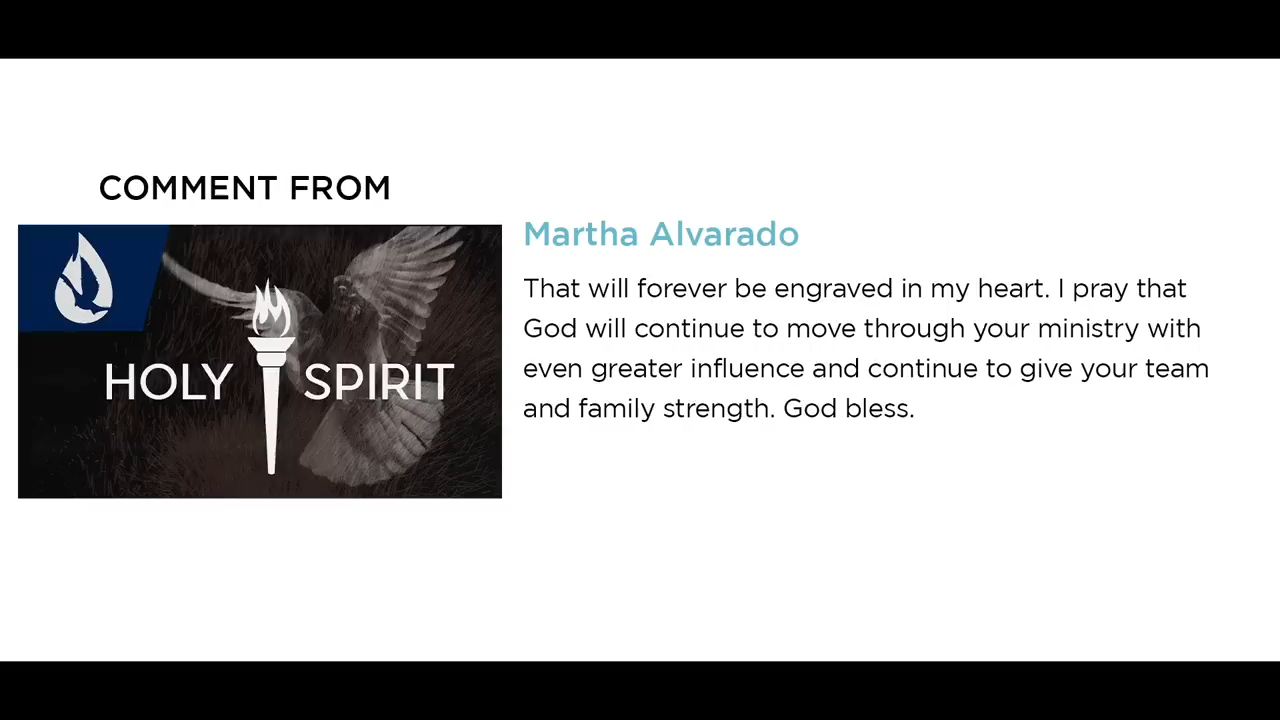 COMMENT FROM
HOLY SPIRIT
Martha Alvarado
That will forever be engraved in my heart. I pray that
God will continue to move through your ministry with
even greater influence and continue to give your team
and family strength. God bless.